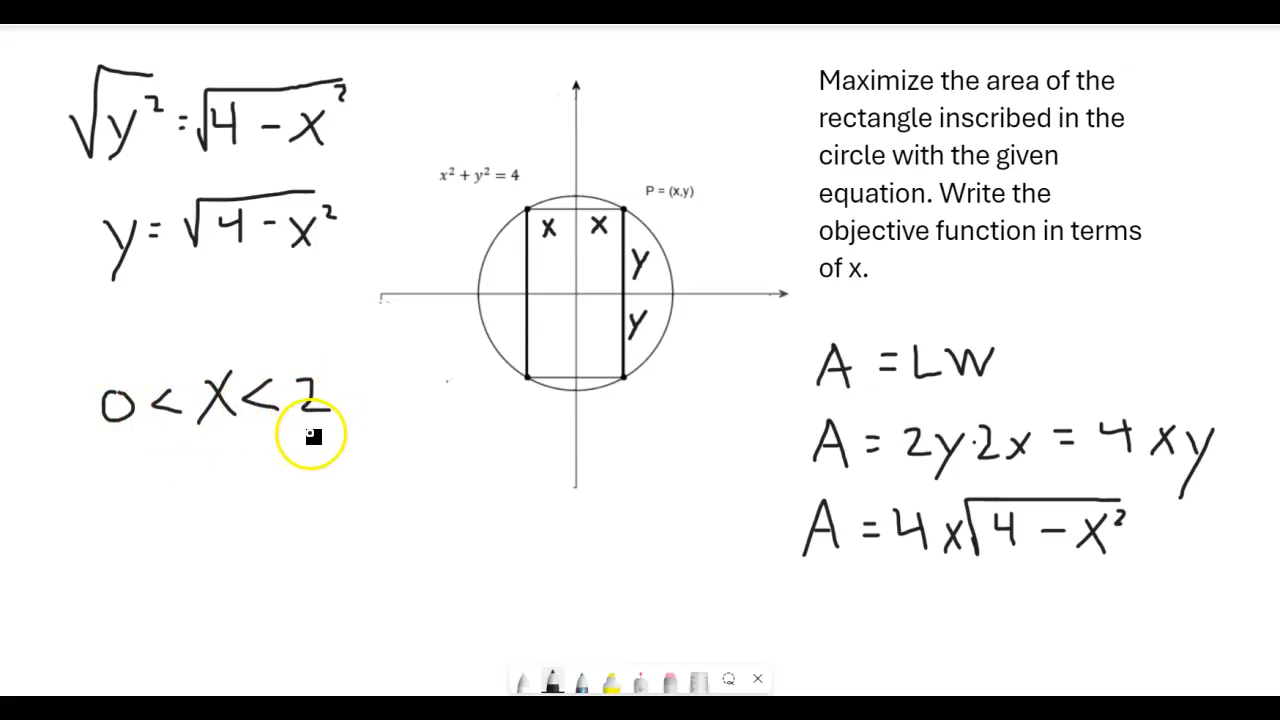 √y² = √4 - x²
y = √4 - x²
0 < x < 2
x² + y² = 4
P = (x,y)
x x
y
y
Maximize the area of the
rectangle inscribed in the
circle with the given
equation. Write the
objective function in terms
of x.
A = LW
A = 2y·2x = 4xy
A = 4x√4 - x²